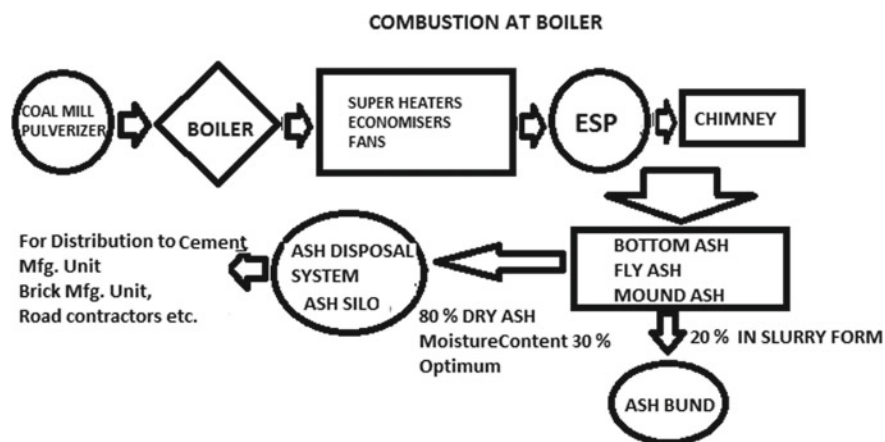 COMBUSTION AT BOILER
COAL MILL
PULVERIZER
BOILER
SUPER HEATERS
ECONOMISERS
FANS
ESP
CHIMNEY
BOTTOM ASH
FLY ASH
MOUND ASH
For Distribution to Cement
Mfg. Unit
Brick Mfg. Unit,
Road contractors etc.
ASH DISPOSAL
SYSTEM
ASH SILO
80 % DRY ASH
MoistureContent 30 %
Optimum
20 % IN SLURRY FORM
ASH BUND